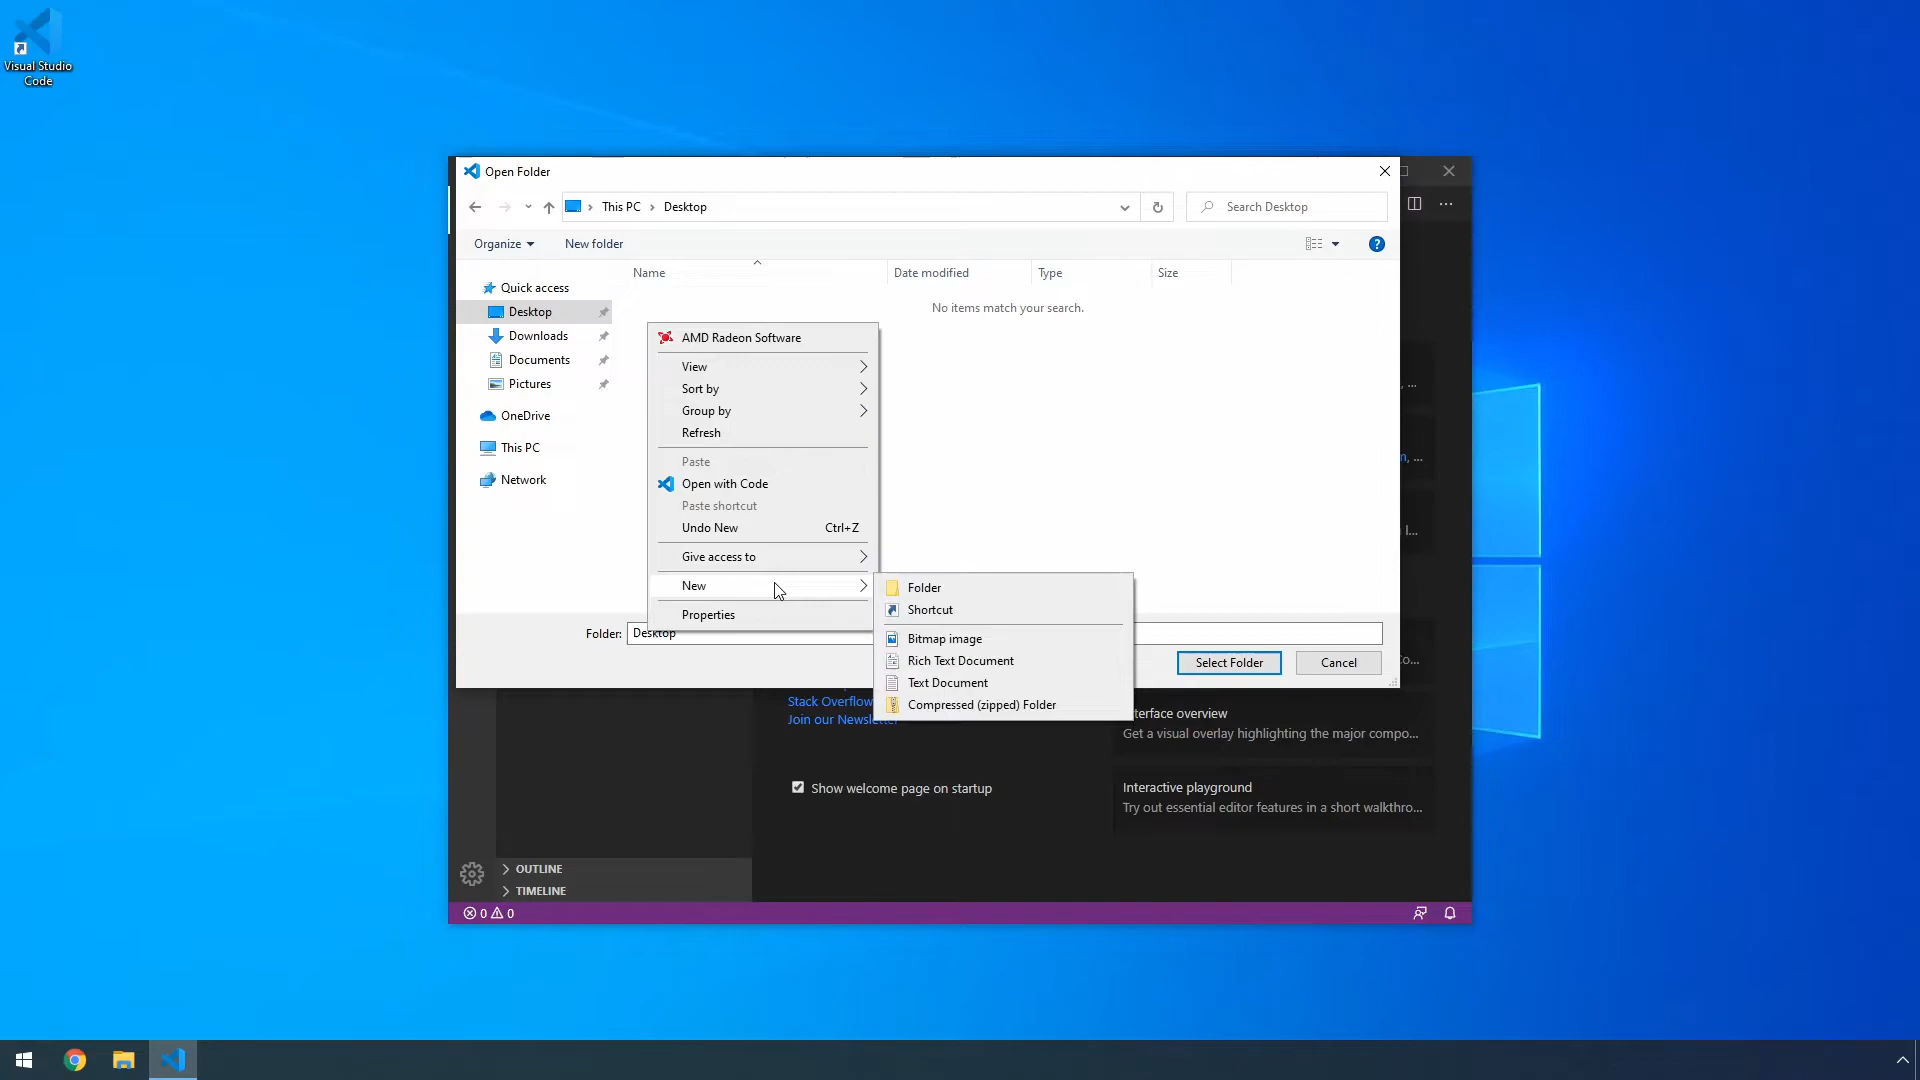 Visual Studio
Code
Open Folder
This PC
Desktop
Search Desktop
Organize
New folder
Name
Date modified
Type
Size
No items match your search.
Quick access
Desktop
Downloads
Documents
Pictures
OneDrive
This PC
Network
AMD Radeon Software
View
Sort by
Group by
Refresh
Paste
Open with Code
Paste shortcut
Undo New Ctrl+Z
Give access to
New
Properties
Folder
Shortcut
Bitmap image
Rich Text Document
Text Document
Compressed (zipped) Folder
Folder:
Desktop
Select Folder
Cancel
Stack Overflow
Join our Newsletter
Show welcome page on startup
Get a visual overlay highlighting the major compo...
Interactive playground
Try out essential editor features in a short walkthro...
OUTLINE
TIMELINE
0
0